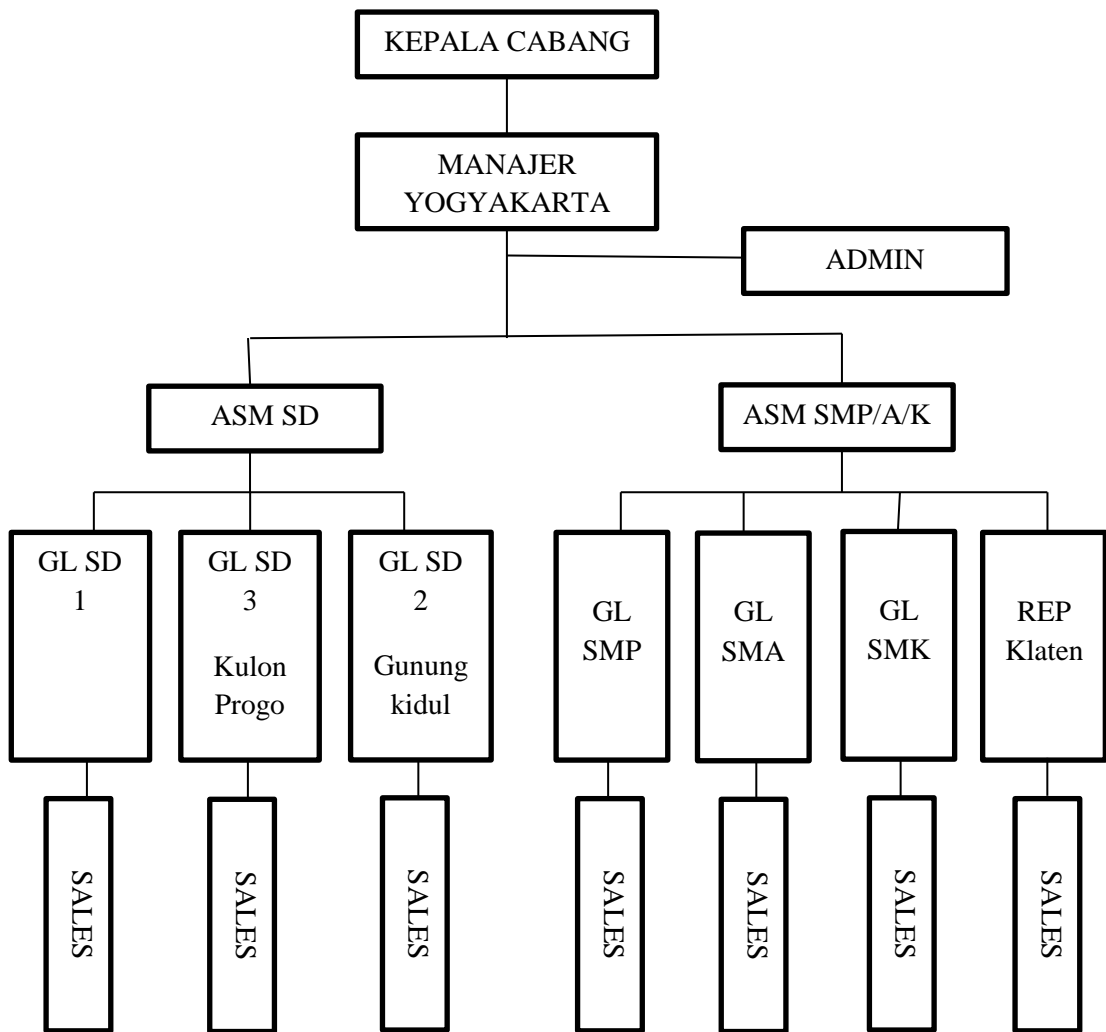 KEPALA CABANG
MANAJER
YOGYAKARTA
ADMIN
ASM SD
ASM SMP/A/K
GL SD
1
GL SD
3
Kulon
Progo
GL SD
2
Gunung
kidul
GL
SMP
GL
SMA
GL
SMK
REP
Klaten
SALES
SALES
SALES
SALES
SALES
SALES
SALES